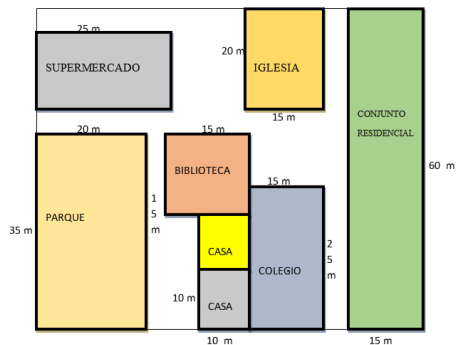 25 m
SUPERMERCADO
20 m
IGLESIA
15 m
CONJUNTO
RESIDENCIAL
60 m
20 m
PARQUE
35 m
15 m
BIBLIOTECA
1
5
m
15 m
COLEGIO
2
5
m
CASA
10 m
CASA
10 m
15 m